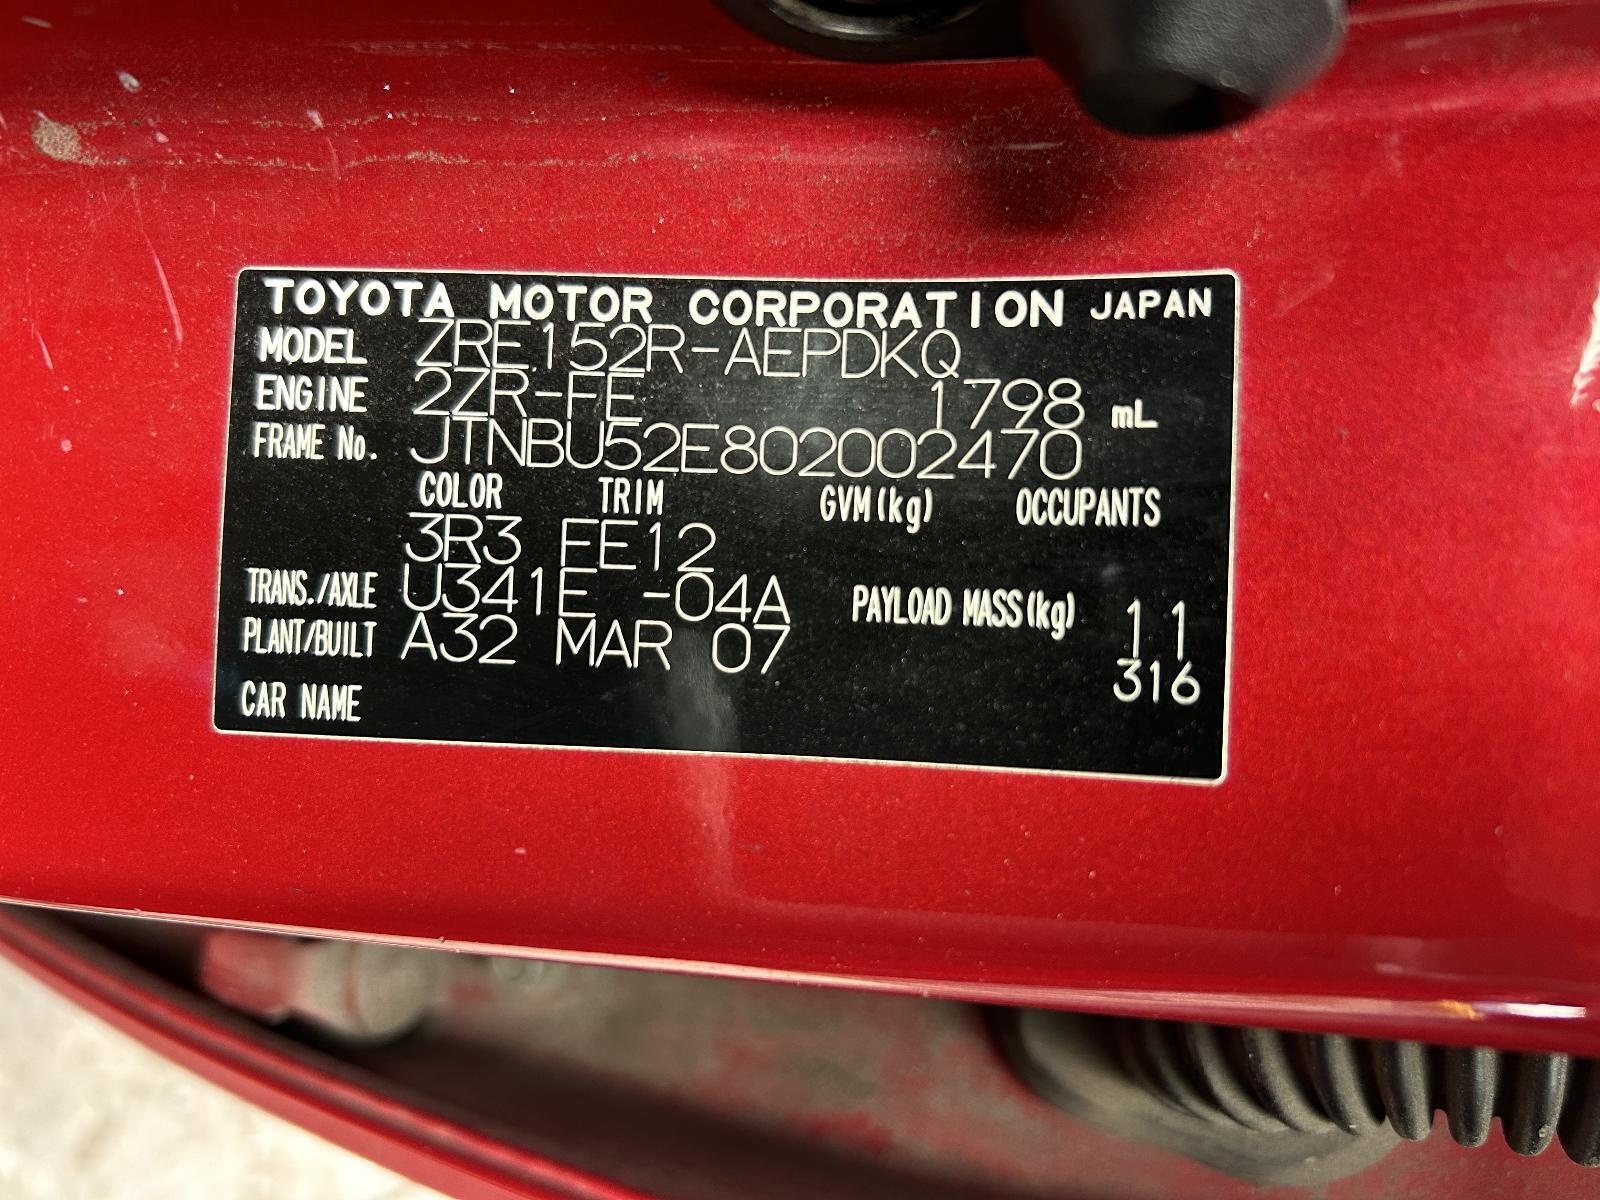 TOYOTA MOTOR CORPORATION JAPAN
MODEL ZRE152R-AEPDKQ
ENGINE 2ZR-FE 1798 mL
FRAME No. JTNBU52E802002470
COLOR TRIM GVM(kg) OCCUPANTS
3R3 FE12
TRANS./AXLE U341E -04A PAYLOAD MASS(kg) 11
PLANT/BUILT A32 MAR 07 316
CAR NAME